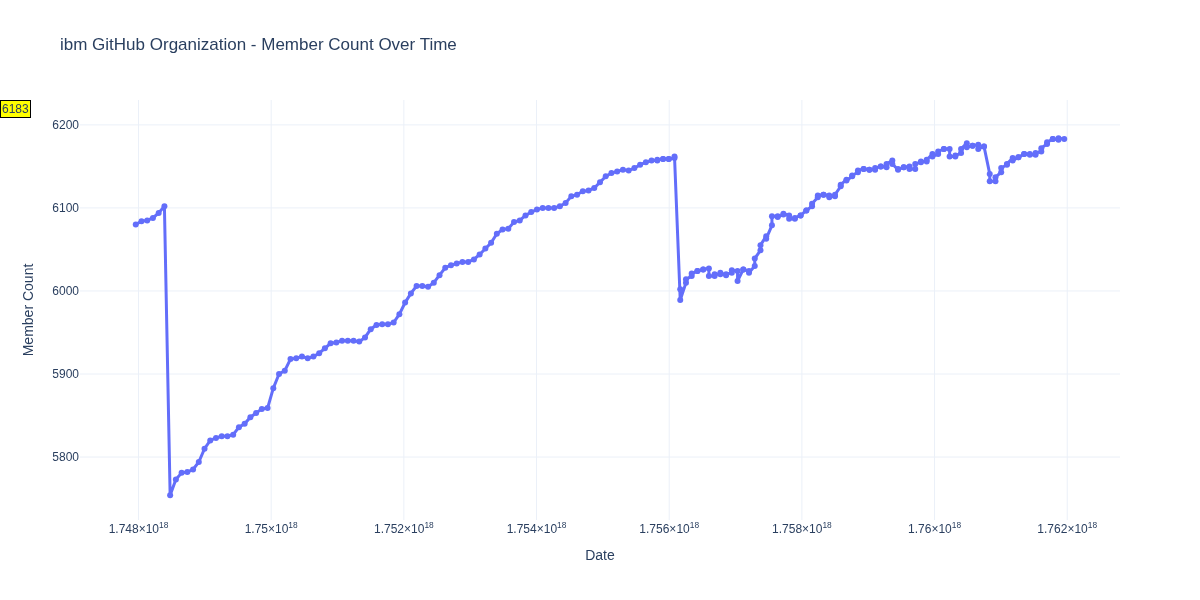 ibm GitHub Organization - Member Count Over Time
6183
6200
6100
6000
5900
5800
Member Count
1.748×10¹⁸ 1.75×10¹⁸ 1.752×10¹⁸ 1.754×10¹⁸ 1.756×10¹⁸ 1.758×10¹⁸ 1.76×10¹⁸ 1.762×10¹⁸
Date